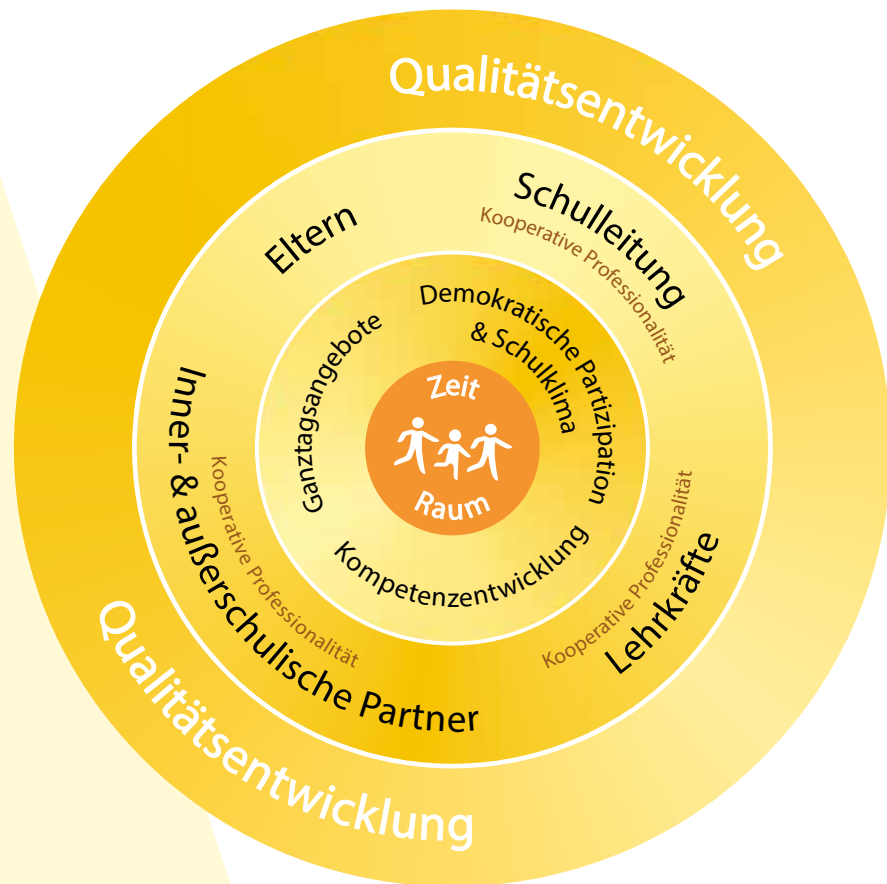 Qualitätsentwicklung
Schulleitung
Kooperative Professionalität
Eltern
Demokratische Partizipation
& Schulklima
Ganztagsangebote
Zeit
Raum
Kompetenzentwicklung
Inner- & außerschulische Partner
Kooperative Professionalität
Lehrkräfte
Kooperative Professionalität
Qualitätsentwicklung